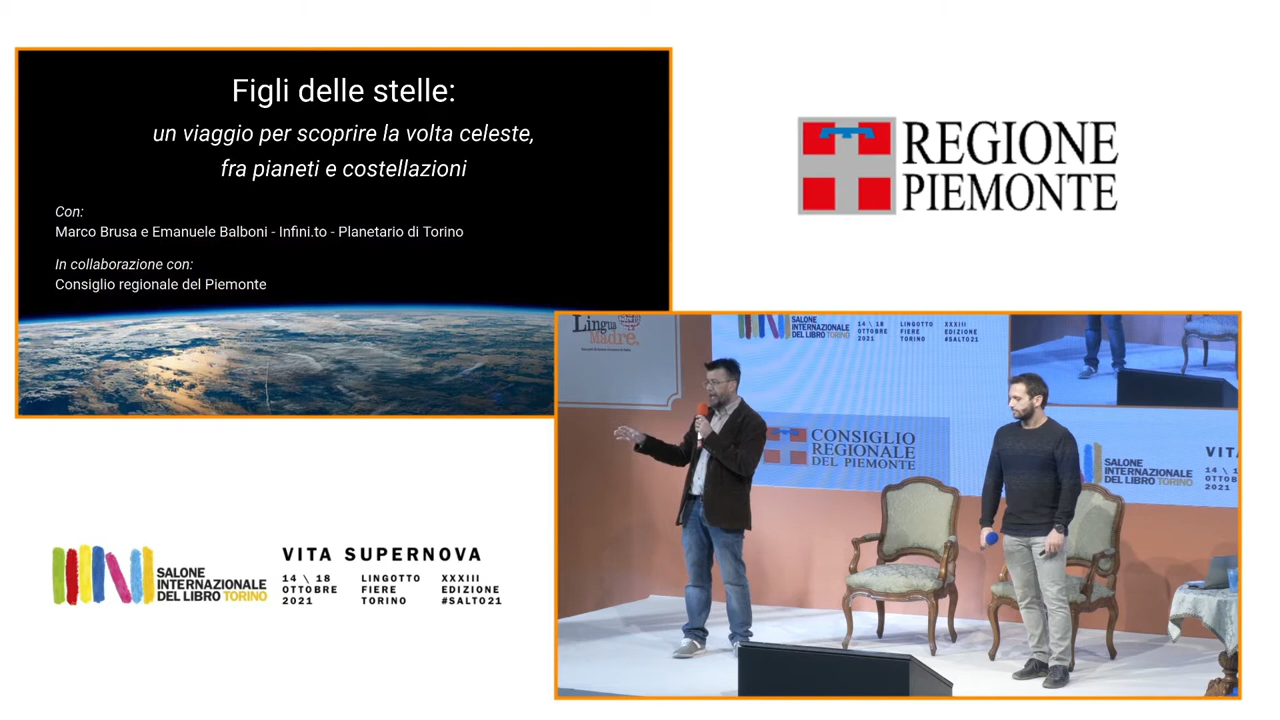 Figli delle stelle:
un viaggio per scoprire la volta celeste,
fra pianeti e costellazioni
Con:
Marco Brusa e Emanuele Balboni - Infini.to - Planetario di Torino
In collaborazione con:
Consiglio regionale del Piemonte
REGIONE
PIEMONTE
Lingua
Madre
SALONE
INTERNAZIONALE
DEL LIBRO TORINO
14 \ 18
OTTOBRE
2021
LINGOTTO
FIERE
TORINO
XXXIII
EDIZIONE
#SALTO21
CONSIGLIO
REGIONALE
DEL PIEMONTE
SALONE
INTERNAZIONALE
DEL LIBRO TORINO
VIT
14 \ 1
OTTOB
2021
SALONE
INTERNAZIONALE
DEL LIBRO TORINO
VITA SUPERNOVA
14 \ 18
OTTOBRE
2021
LINGOTTO
FIERE
TORINO
XXXIII
EDIZIONE
#SALTO21